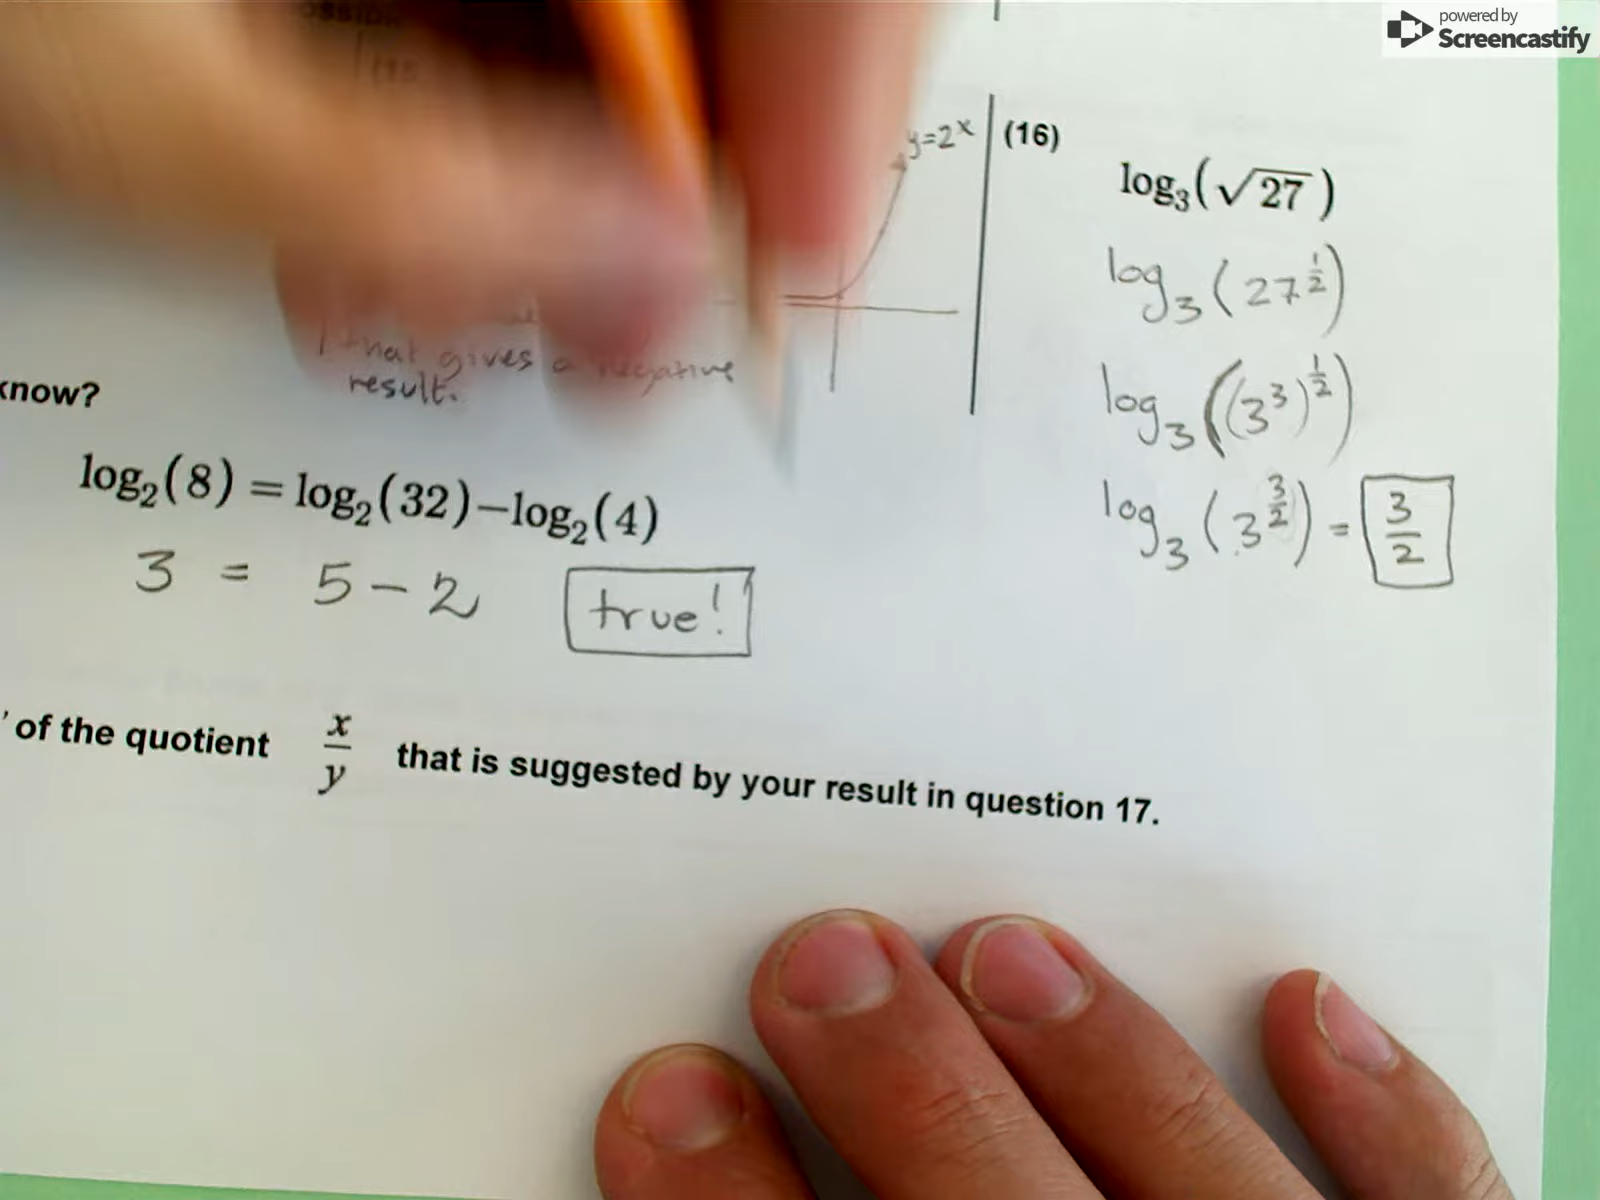 powered by
Screencastify
y=2^x
(16)
log₃(√27)
log₃(27^(1/2))
log₃((3³)^(1/2))
log₃(3^(3/2)) = 3/2
that gives a negative
result.
know?
log₂(8) = log₂(32)−log₂(4)
3 = 5 − 2 true!
of the quotient x/y that is suggested by your result in question 17.